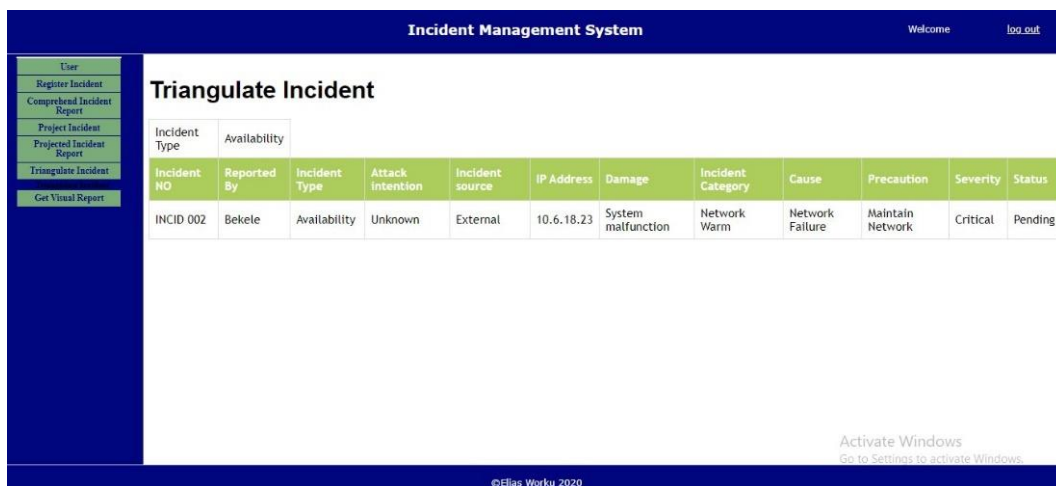 Incident Management System
Welcome
log out
User
Register Incident
Comprehend Incident
Report
Project Incident
Projected Incident
Report
Triangulate Incident
Get Visual Report
Triangulate Incident
Incident
Type
Availability
Incident
NO
Reported
By
Incident
Type
Attack
intention
Incident
source
IP Address
Damage
Incident
Category
Cause
Precaution
Severity
Status
INCID 002
Bekele
Availability
Unknown
External
10.6.18.23
System
malfunction
Network
Warm
Network
Failure
Maintain
Network
Critical
Pending
Activate Windows
Go to Settings to activate Windows.
©Elias Worku 2020